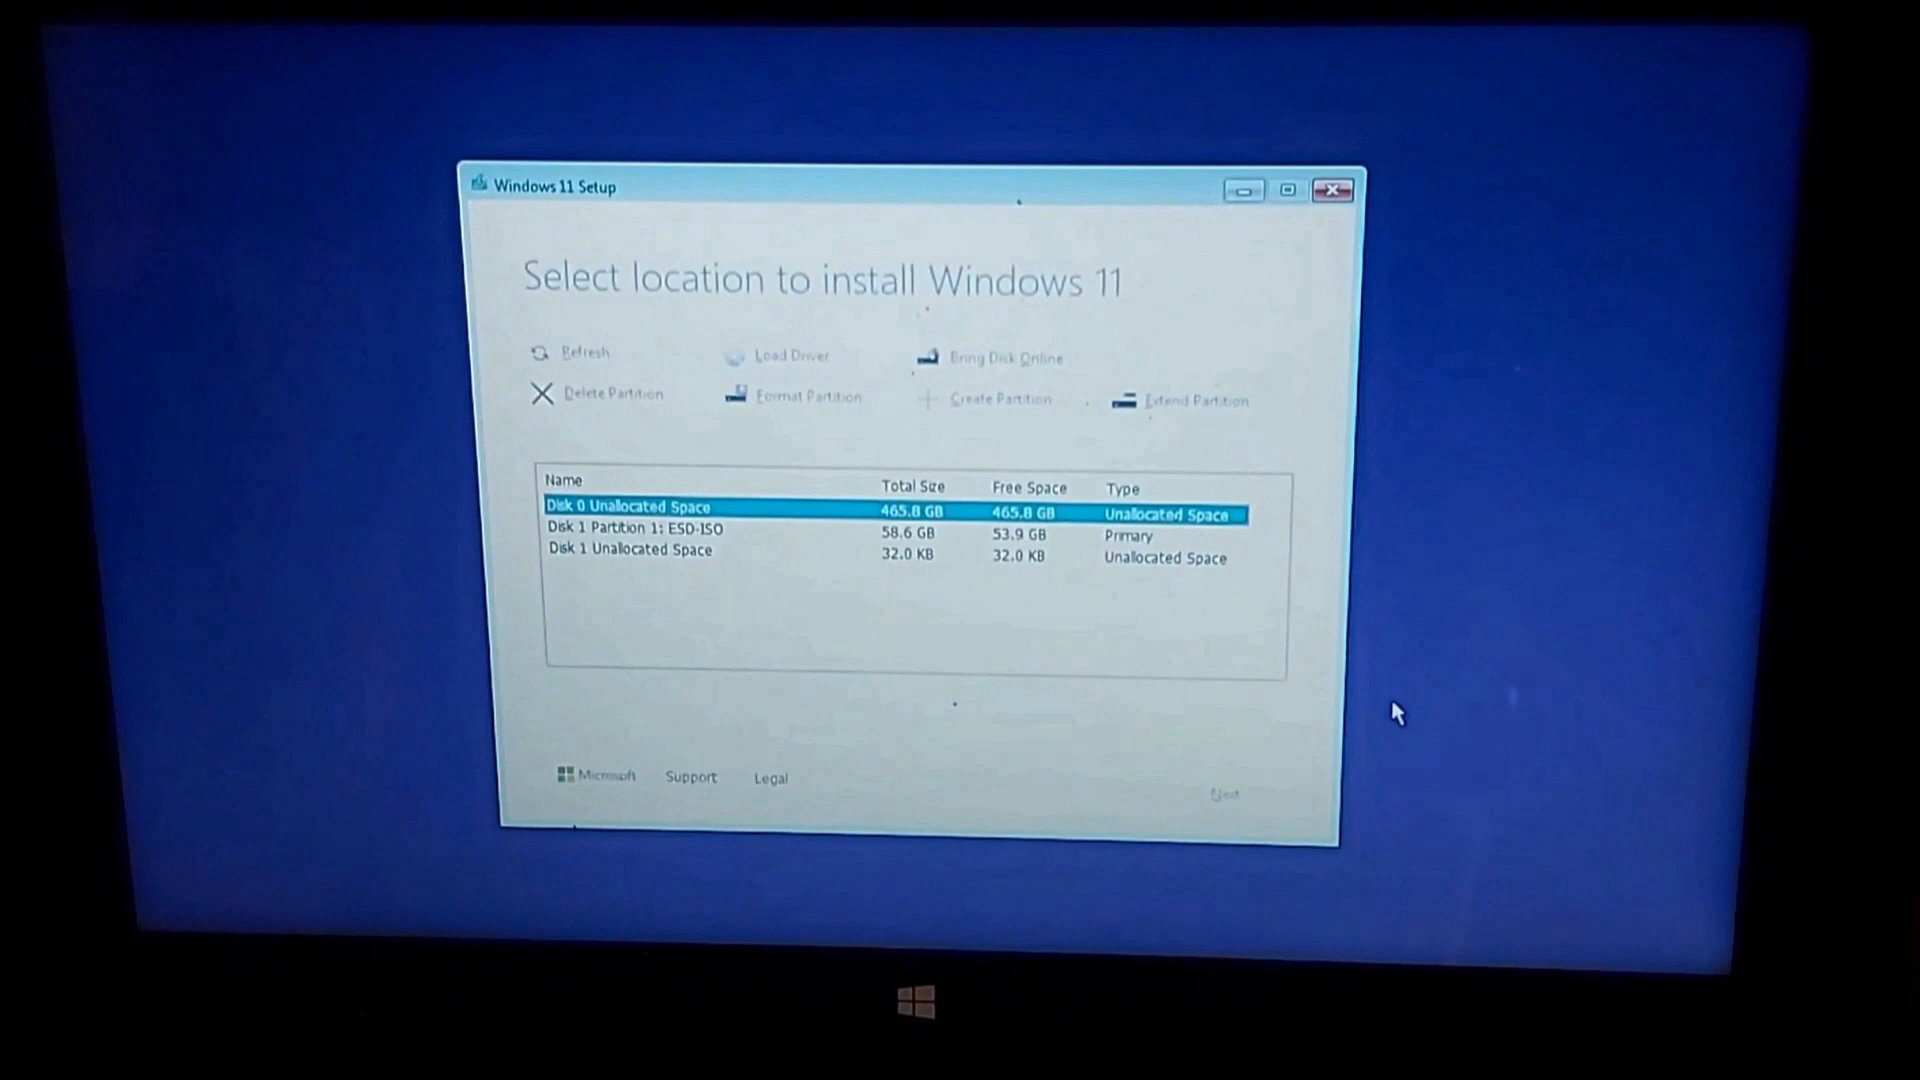 Windows 11 Setup
Select location to install Windows 11
Refresh Load Driver Bring Disk Online
Delete Partition Format Partition Create Partition Extend Partition
Name Total Size Free Space Type
Disk 0 Unallocated Space 465.8 GB 465.8 GB Unallocated Space
Disk 1 Partition 1: ESD-ISO 58.6 GB 53.9 GB Primary
Disk 1 Unallocated Space 32.0 KB 32.0 KB Unallocated Space
Microsoft Support Legal
Next